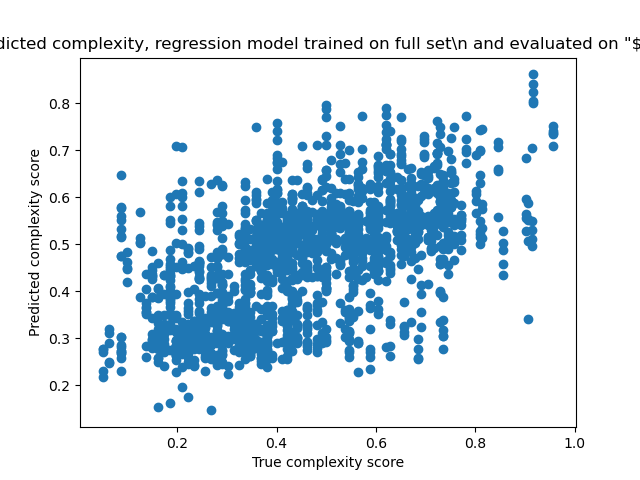 dicted complexity, regression model trained on full set\n and evaluated on "$
0.8
0.7
0.6
0.5
0.4
0.3
0.2
Predicted complexity score
0.2 0.4 0.6 0.8 1.0
True complexity score